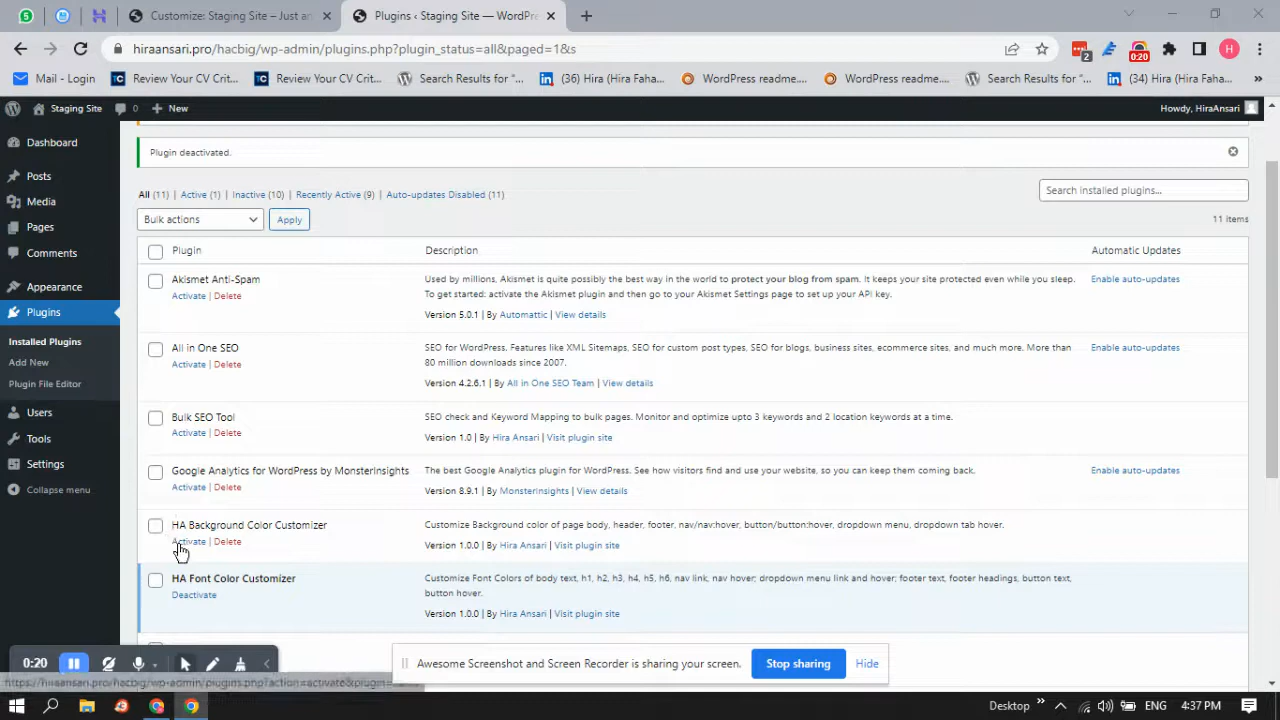 5
Customize: Staging Site – Just an
Plugins ‹ Staging Site — WordPre
hiraansari.pro/hacbig/wp-admin/plugins.php?plugin_status=all&paged=1&s
2
0:20
H
Mail - Login
Review Your CV Crit...
Review Your CV Crit...
Search Results for "...
(36) Hira (Hira Faha...
WordPress readme....
WordPress readme....
Search Results for "...
(34) Hira (Hira Faha...
Staging Site
0
New
Howdy, HiraAnsari
Dashboard
Posts
Media
Pages
Comments
Appearance
Plugins
Installed Plugins
Add New
Plugin File Editor
Users
Tools
Settings
Collapse menu
Plugin deactivated.
All (11) | Active (1) | Inactive (10) | Recently Active (9) | Auto-updates Disabled (11)
Search installed plugins...
Bulk actions
Apply
11 items
Plugin
Description
Automatic Updates
Akismet Anti-Spam
Activate | Delete
Used by millions, Akismet is quite possibly the best way in the world to protect your blog from spam. It keeps your site protected even while you sleep.
To get started: activate the Akismet plugin and then go to your Akismet Settings page to set up your API key.
Version 5.0.1 | By Automattic | View details
Enable auto-updates
All in One SEO
Activate | Delete
SEO for WordPress. Features like XML Sitemaps, SEO for custom post types, SEO for blogs, business sites, ecommerce sites, and much more. More than
80 million downloads since 2007.
Version 4.2.6.1 | By All in One SEO Team | View details
Enable auto-updates
Bulk SEO Tool
Activate | Delete
SEO check and Keyword Mapping to bulk pages. Monitor and optimize upto 3 keywords and 2 location keywords at a time.
Version 1.0 | By Hira Ansari | Visit plugin site
Google Analytics for WordPress by MonsterInsights
Activate | Delete
The best Google Analytics plugin for WordPress. See how visitors find and use your website, so you can keep them coming back.
Version 8.9.1 | By MonsterInsights | View details
Enable auto-updates
HA Background Color Customizer
Activate | Delete
Customize Background color of page body, header, footer, nav/nav:hover, button/button:hover, dropdown menu, dropdown tab hover.
Version 1.0.0 | By Hira Ansari | Visit plugin site
HA Font Color Customizer
Deactivate
Customize Font Colors of body text, h1, h2, h3, h4, h5, h6, nav link, nav hover; dropdown menu link and hover; footer text, footer headings, button text,
button hover.
Version 1.0.0 | By Hira Ansari | Visit plugin site
0:20
Awesome Screenshot and Screen Recorder is sharing your screen.
Stop sharing
Hide
https://hiraansari.pro/hacbig/wp-admin/plugins.php?action=activate&plugin=
Desktop
ENG
4:37 PM